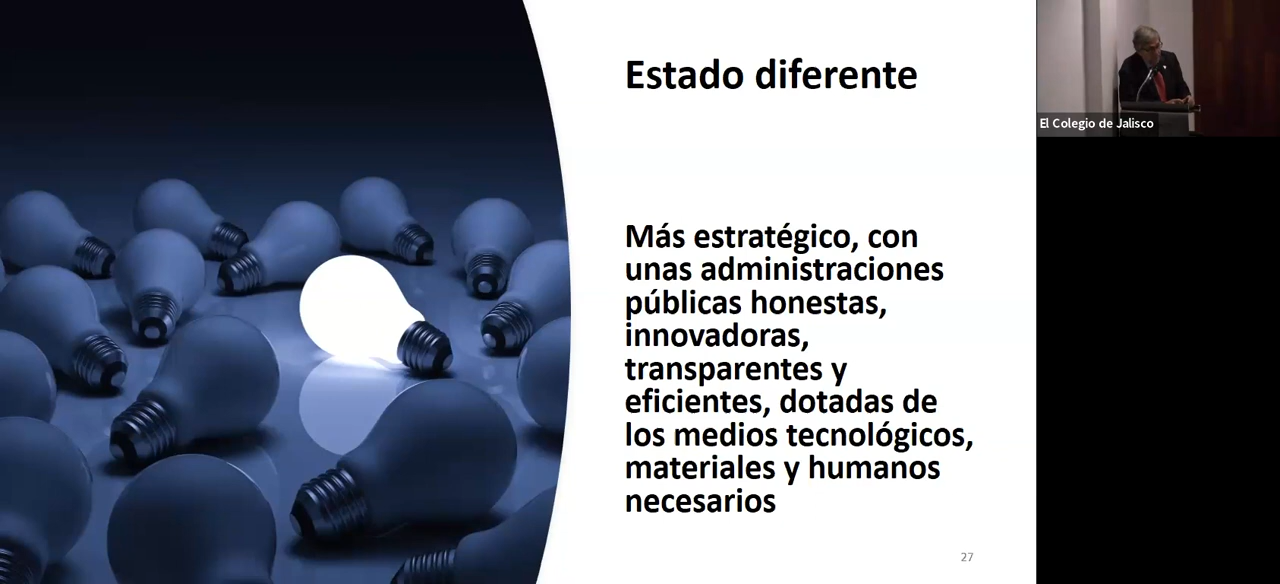 Estado diferente
Más estratégico, con
unas administraciones
públicas honestas,
innovadoras,
transparentes y
eficientes, dotadas de
los medios tecnológicos,
materiales y humanos
necesarios
27
El Colegio de Jalisco